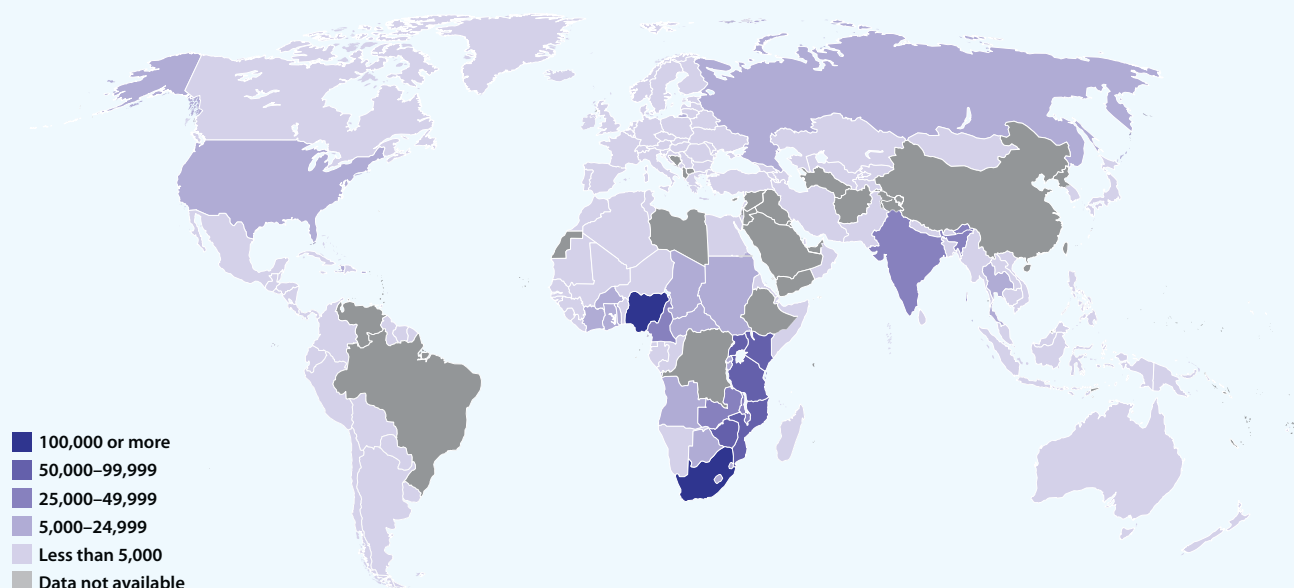 100,000 or more
50,000–99,999
25,000–49,999
5,000–24,999
Less than 5,000
Data not available